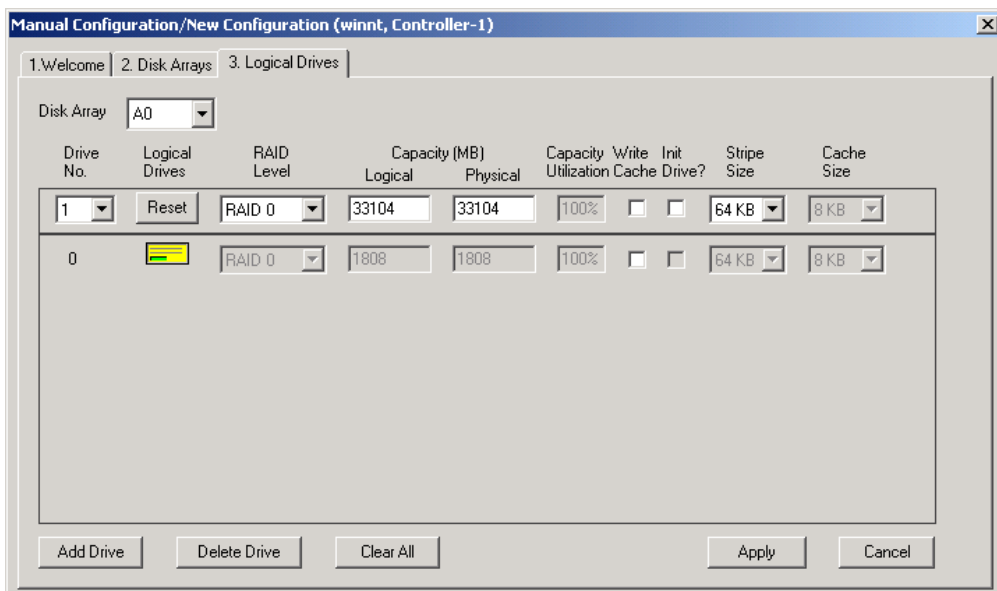 Manual Configuration/New Configuration (winnt, Controller-1)
1.Welcome 2. Disk Arrays 3. Logical Drives
Disk Array A0
Drive No. Logical Drives RAID Level Capacity (MB) Logical Physical Capacity Utilization Write Cache Init Drive? Stripe Size Cache Size
1 Reset RAID 0 33104 33104 100% 64 KB 8 KB
0 RAID 0 1808 1808 100% 64 KB 8 KB
Add Drive Delete Drive Clear All Apply Cancel